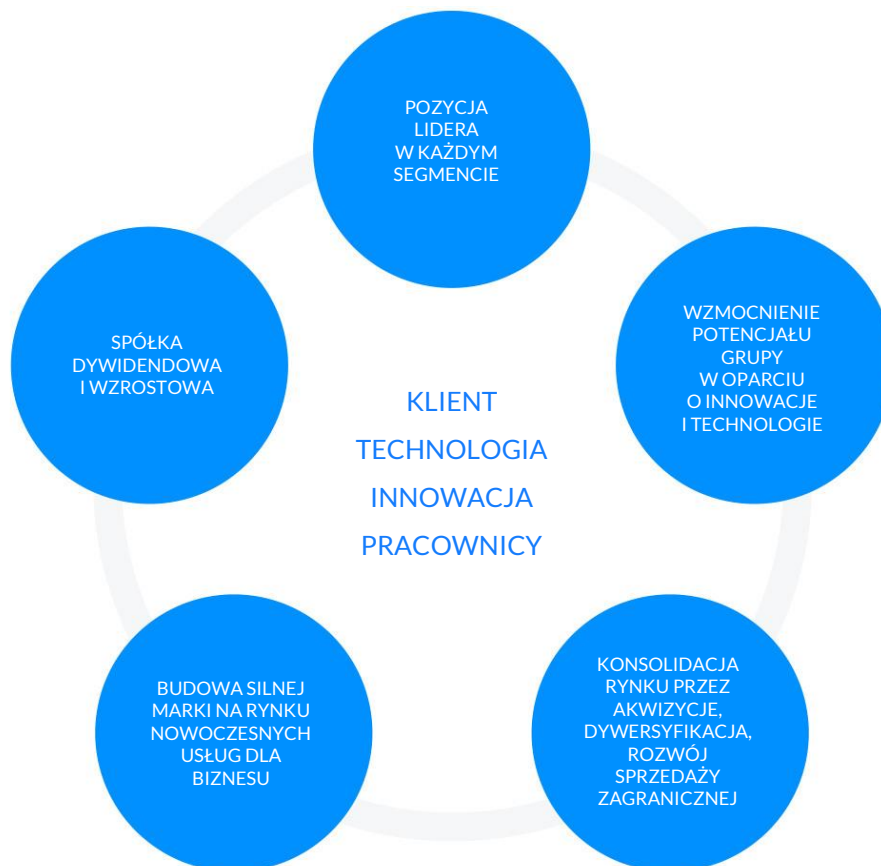 POZYCJA
LIDERA
W KAŻDYM
SEGMENCIE
WZMOCNIENIE
POTENCJAŁU
GRUPY
W OPARCIU
O INNOWACJE
I TECHNOLOGIE
SPÓŁKA
DYWIDENDOWA
I WZROSTOWA
KLIENT
TECHNOLOGIA
INNOWACJA
PRACOWNICY
KONSOLIDACJA
RYNKU PRZEZ
AKWIZYCJE,
DYWERSYFIKACJA,
ROZWÓJ
SPRZEDAŻY
ZAGRANICZNEJ
BUDOWA SILNEJ
MARKI NA RYNKU
NOWOCZESNYCH
USŁUG DLA
BIZNESU